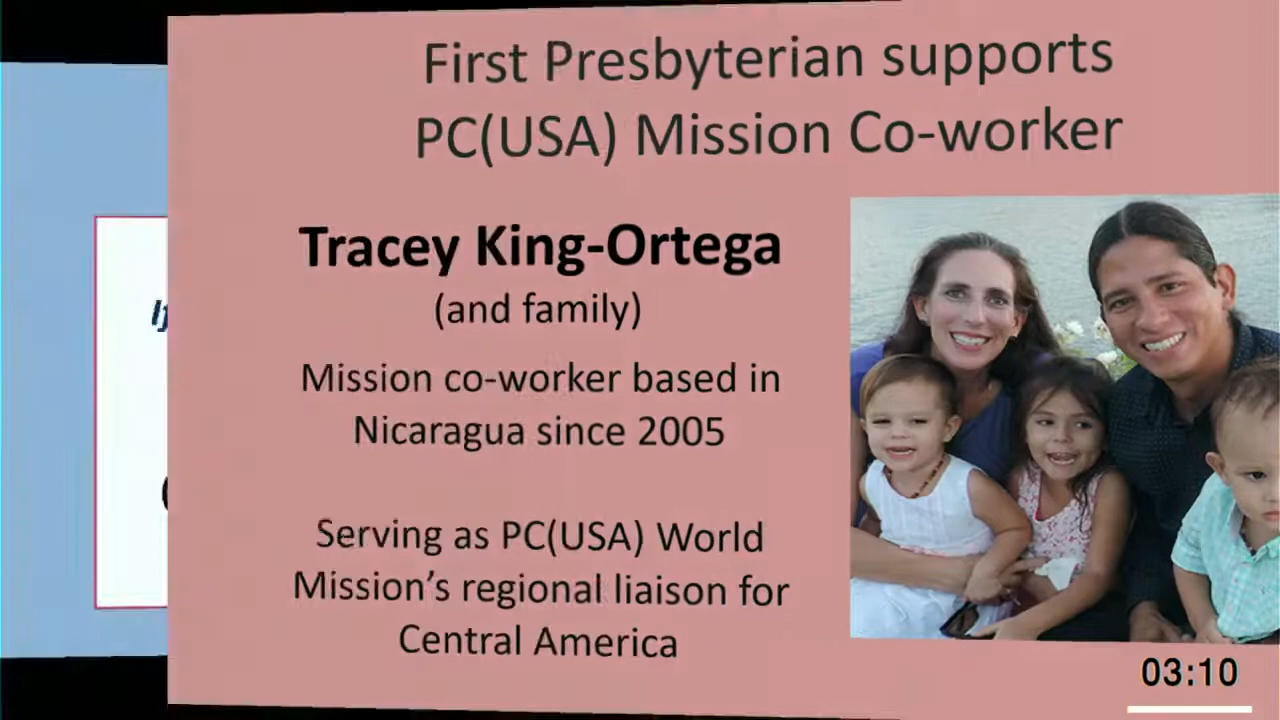 First Presbyterian supports
PC(USA) Mission Co-worker
Tracey King-Ortega
(and family)
Mission co-worker based in
Nicaragua since 2005
Serving as PC(USA) World
Mission's regional liaison for
Central America
03:10